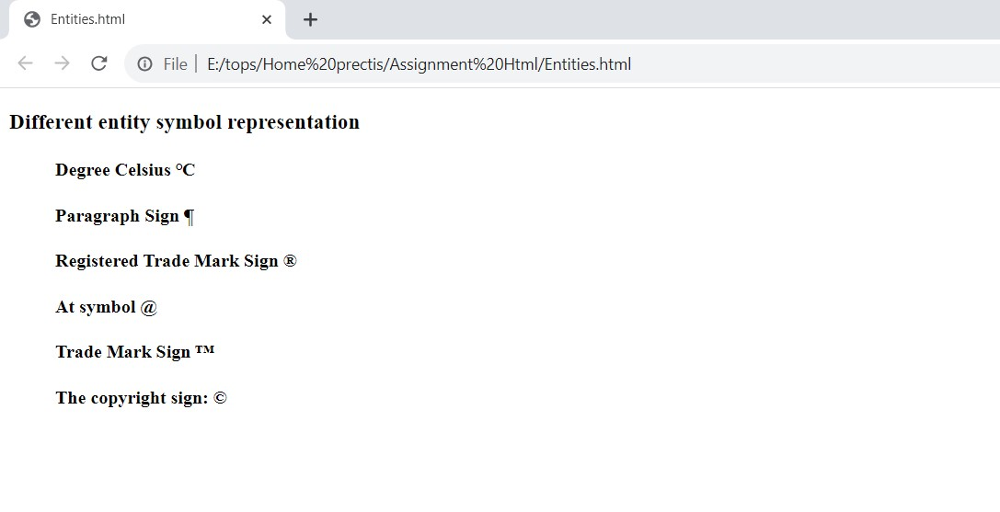 Entities.html
File | E:/tops/Home%20prectis/Assignment%20Html/Entities.html
Different entity symbol representation
Degree Celsius ℃
Paragraph Sign ¶
Registered Trade Mark Sign ®
At symbol @
Trade Mark Sign ™
The copyright sign: ©